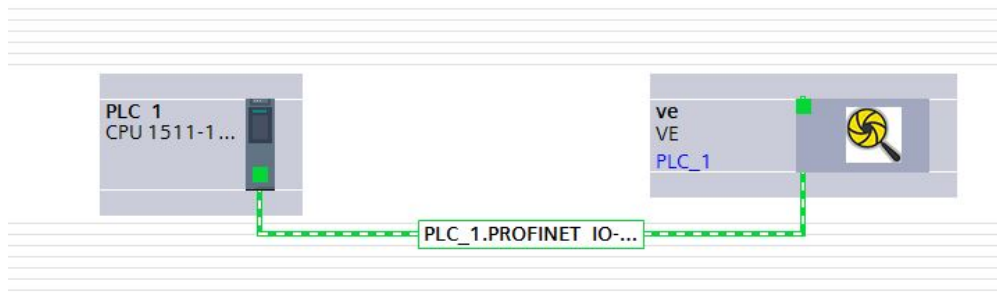 PLC_1
CPU 1511-1...
ve
VE
PLC_1
PLC_1.PROFINET IO-...